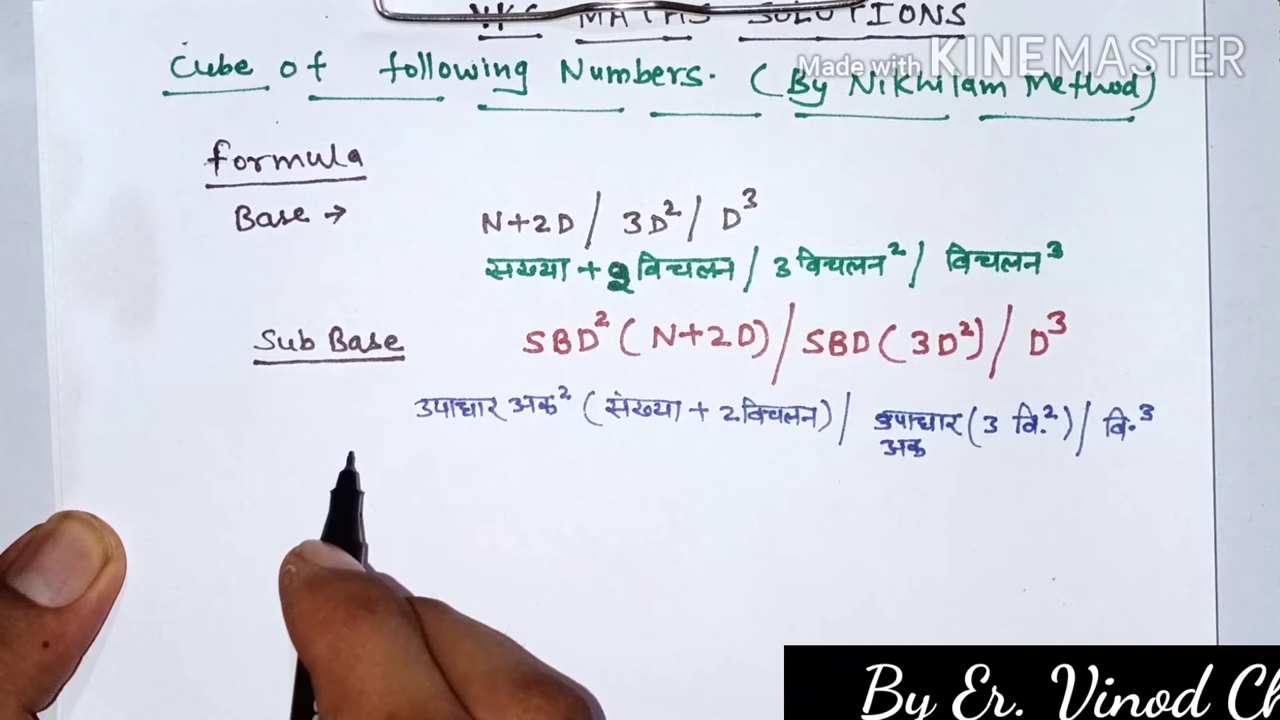 VKC MATHS SOLUTIONS
Made with KINEMASTER
Cube of following Numbers. (By Nikhilam Method)
formula
Base → N+2D / 3D² / D³
संख्या + 2 विचलन / 3 विचलन² / विचलन³
Sub Base SBD² (N+2D) / SBD (3D²) / D³
उपाधार अंक² (संख्या + 2 विचलन) / उपाधार (3 वि.²) / वि.³
अंक
By Er. Vinod Ch